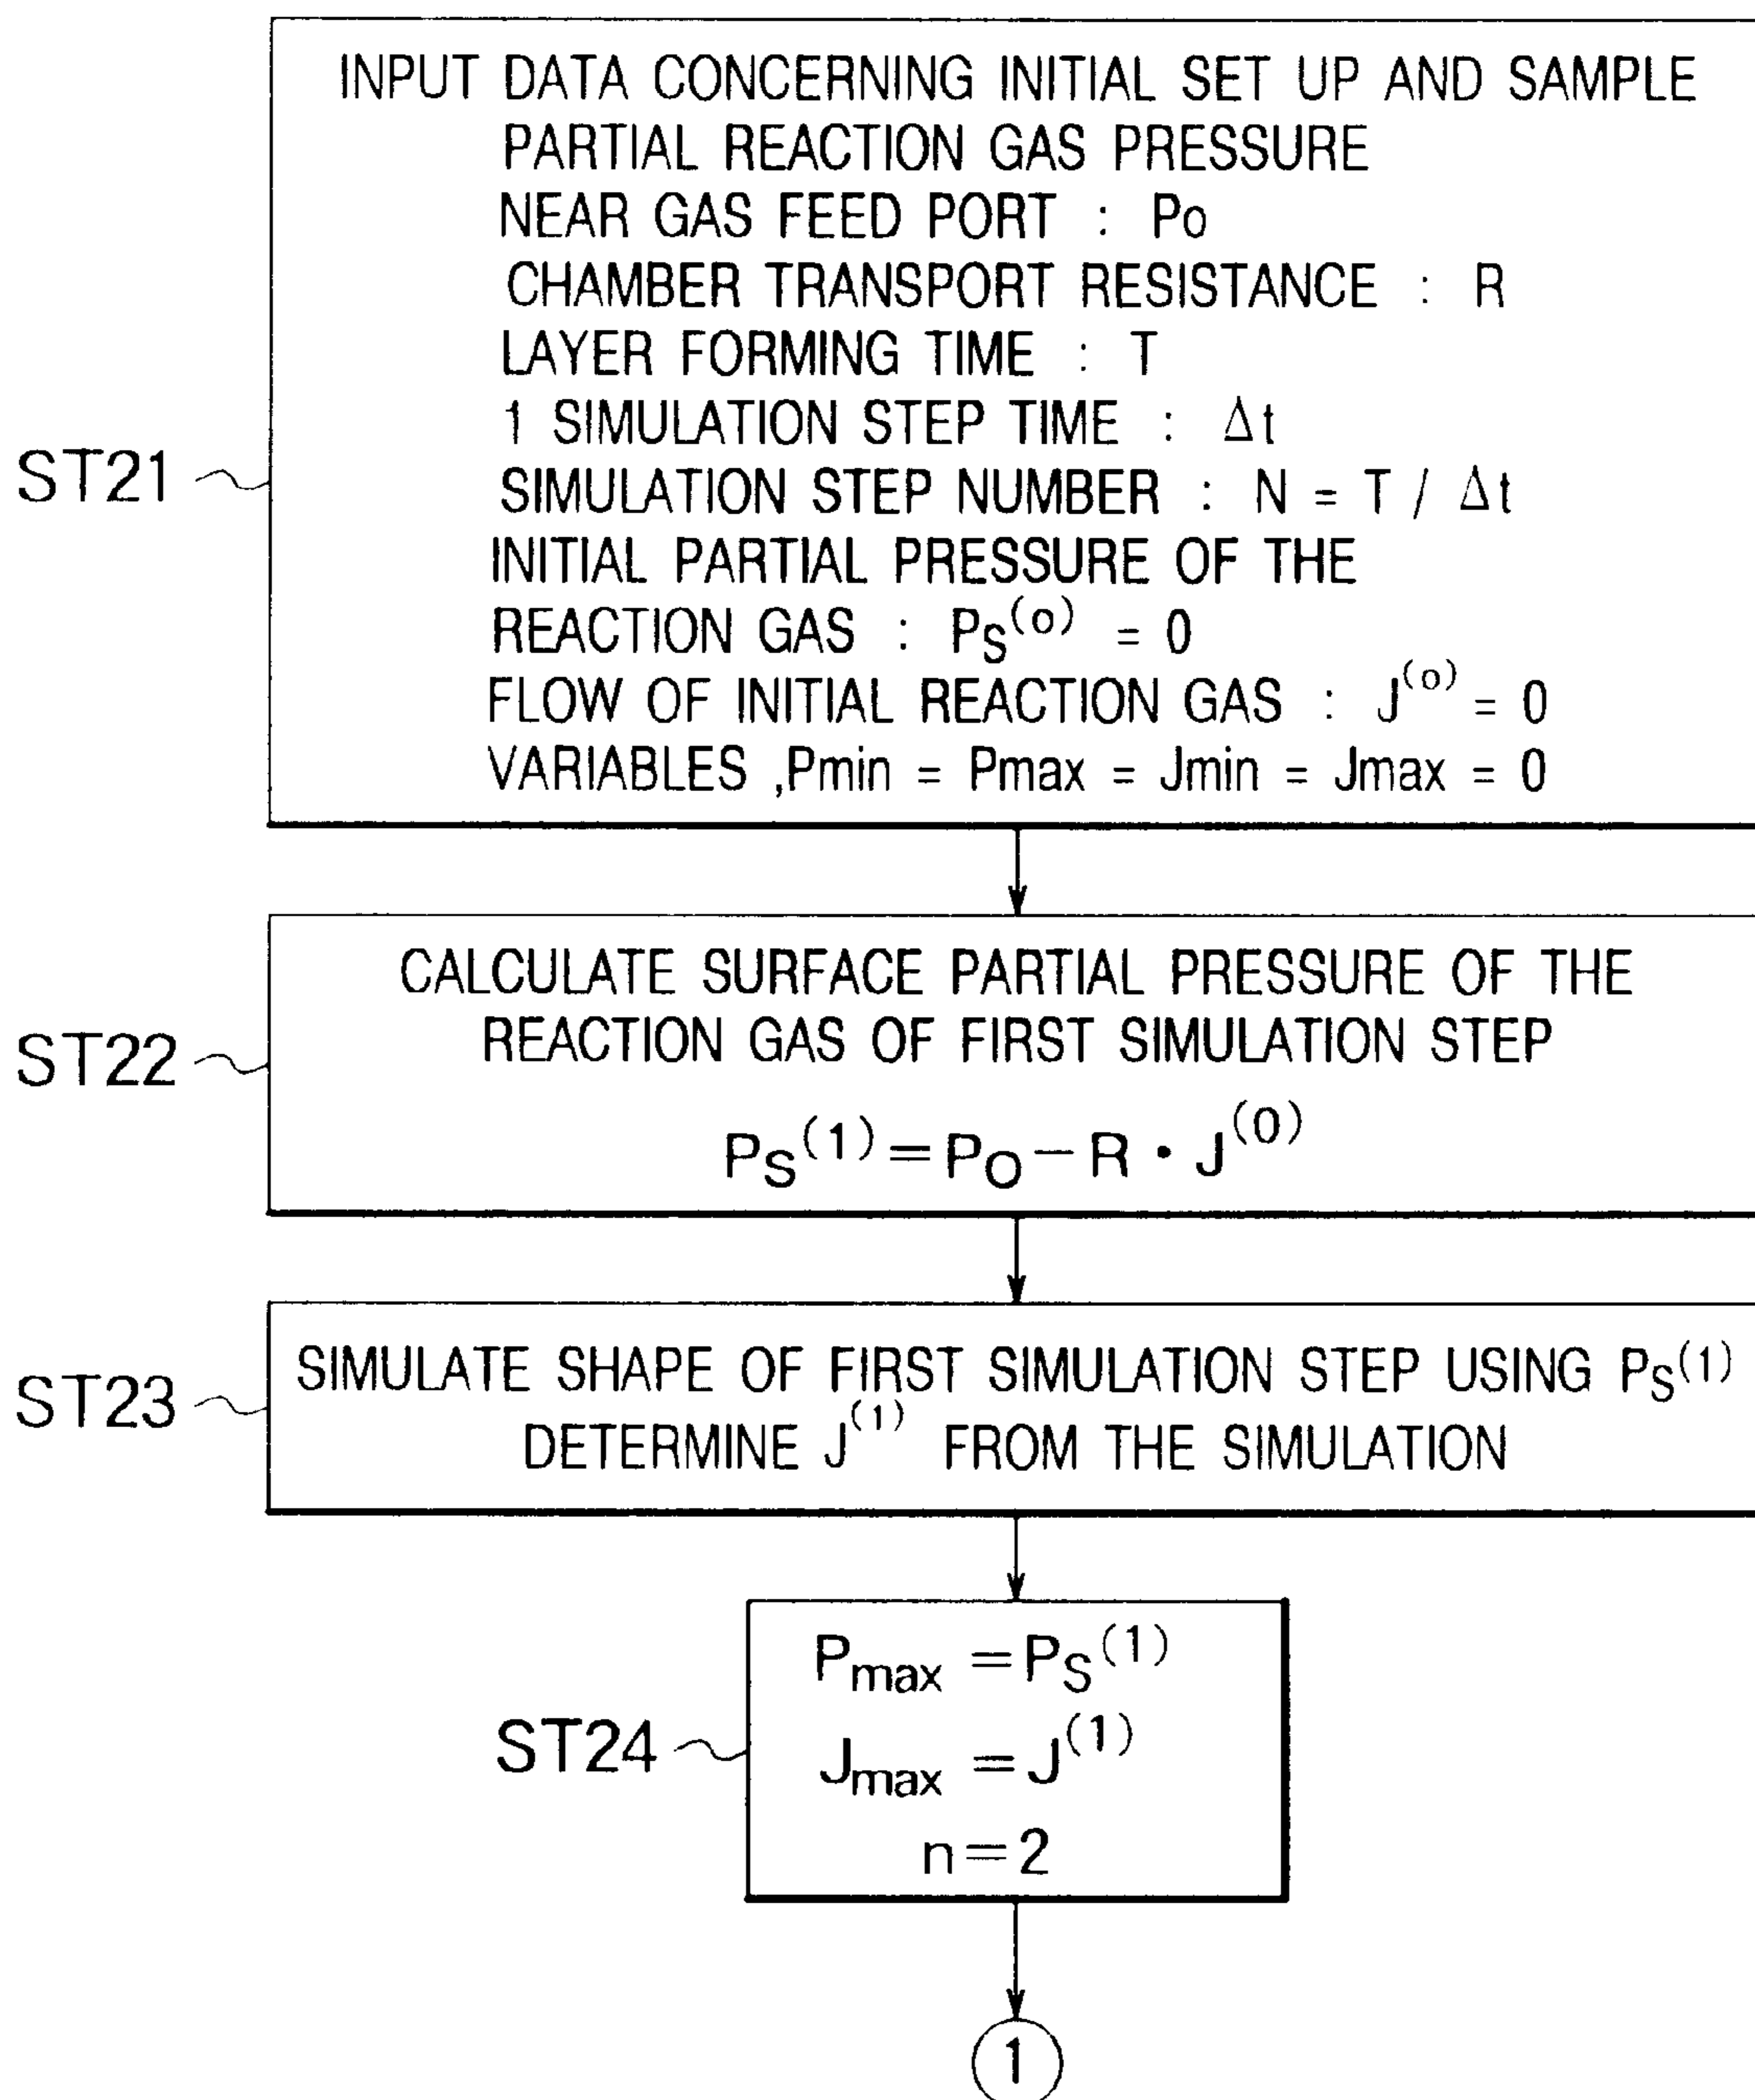 INPUT DATA CONCERNING INITIAL SET UP AND SAMPLE
PARTIAL REACTION GAS PRESSURE
NEAR GAS FEED PORT : Po
CHAMBER TRANSPORT RESISTANCE : R
LAYER FORMING TIME : T
1 SIMULATION STEP TIME : Δt
ST21
SIMULATION STEP NUMBER : N = T / Δt
INITIAL PARTIAL PRESSURE OF THE
REACTION GAS : PS(o) = 0
FLOW OF INITIAL REACTION GAS : J(o) = 0
VARIABLES ,Pmin = Pmax = Jmin = Jmax = 0
CALCULATE SURFACE PARTIAL PRESSURE OF THE
REACTION GAS OF FIRST SIMULATION STEP
ST22
PS(1) = PO − R · J(0)
SIMULATE SHAPE OF FIRST SIMULATION STEP USING PS(1)
ST23
DETERMINE J(1) FROM THE SIMULATION
Pmax = PS(1)
ST24
Jmax = J(1)
n = 2
1